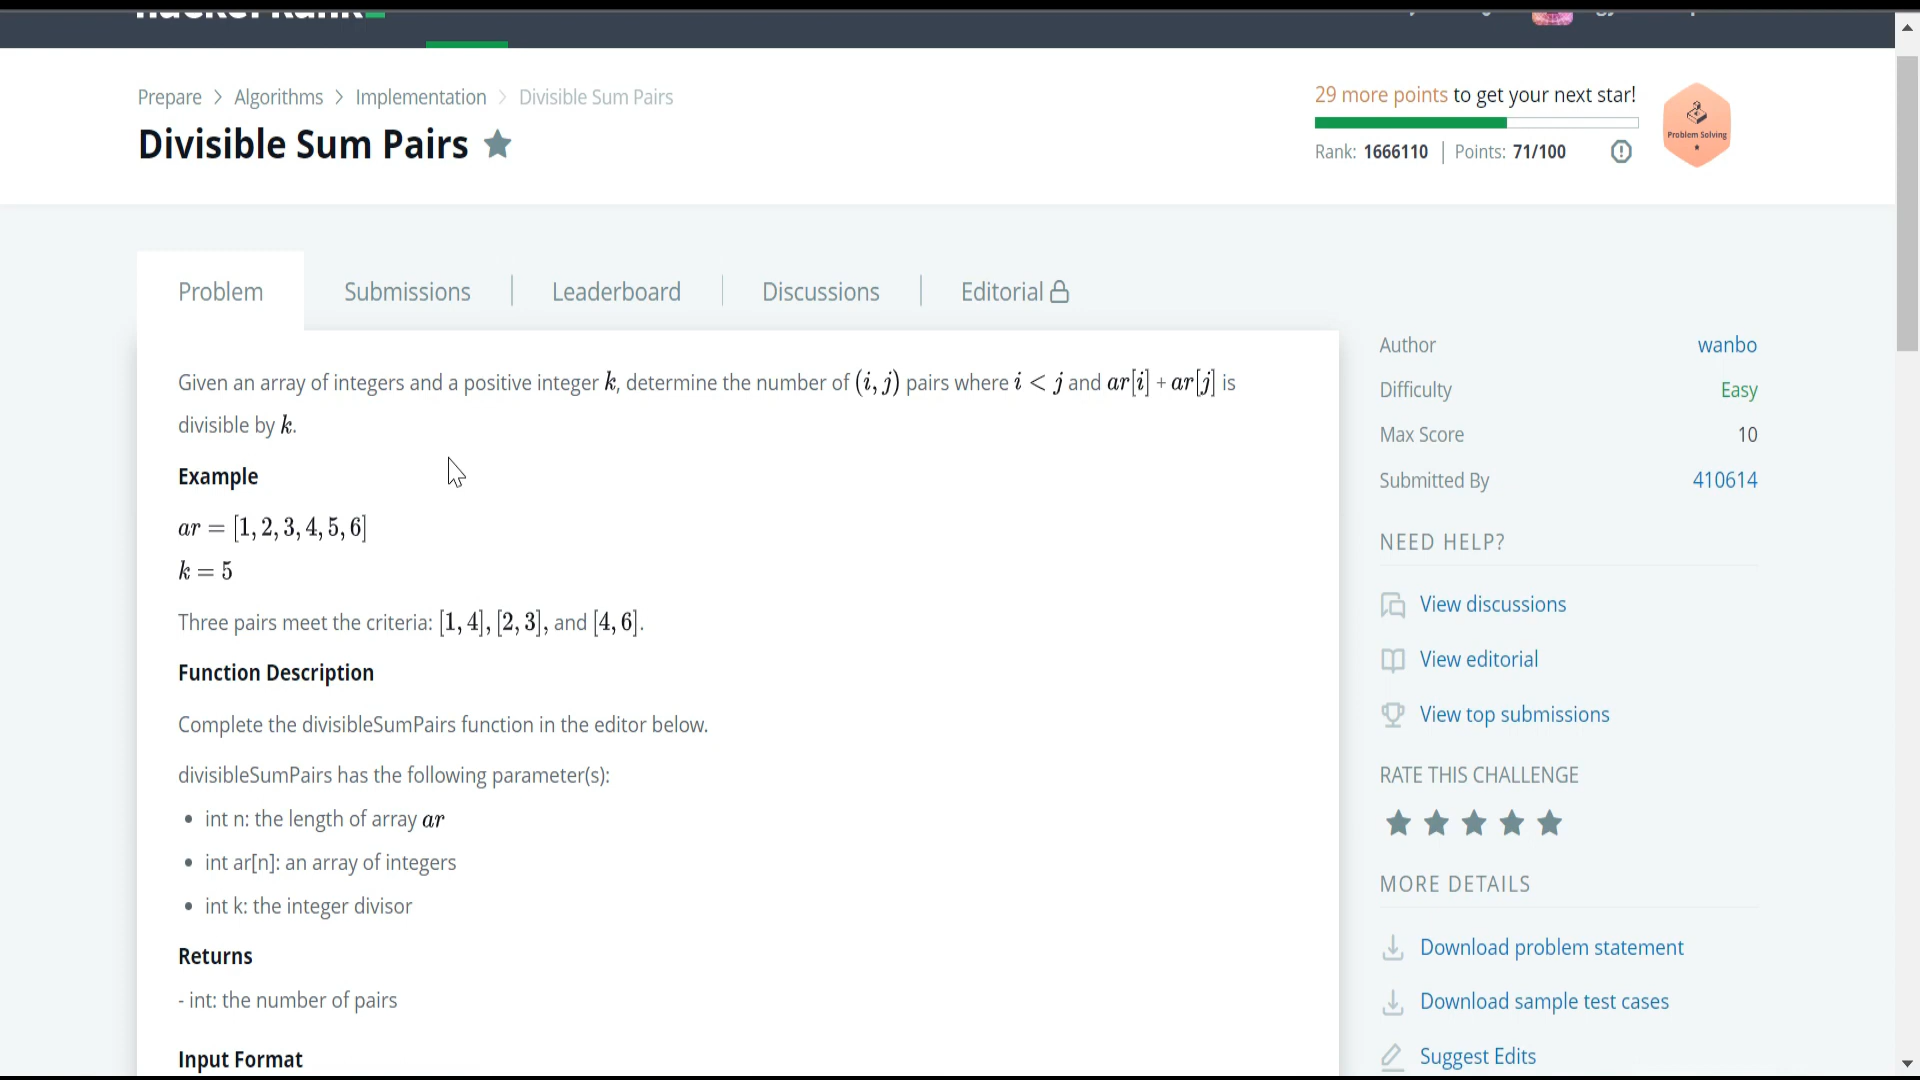 Prepare > Algorithms > Implementation > Divisible Sum Pairs
Divisible Sum Pairs
29 more points to get your next star!
Rank: 1666110 | Points: 71/100
Problem Solving
Problem
Submissions
Leaderboard
Discussions
Editorial
Given an array of integers and a positive integer k, determine the number of (i, j) pairs where i < j and ar[i] + ar[j] is
divisible by k.
Example
ar = [1, 2, 3, 4, 5, 6]
k = 5
Three pairs meet the criteria: [1, 4], [2, 3], and [4, 6].
Function Description
Complete the divisibleSumPairs function in the editor below.
divisibleSumPairs has the following parameter(s):
• int n: the length of array ar
• int ar[n]: an array of integers
• int k: the integer divisor
Returns
- int: the number of pairs
Input Format
Author wanbo
Difficulty Easy
Max Score 10
Submitted By 410614
NEED HELP?
View discussions
View editorial
View top submissions
RATE THIS CHALLENGE
MORE DETAILS
Download problem statement
Download sample test cases
Suggest Edits